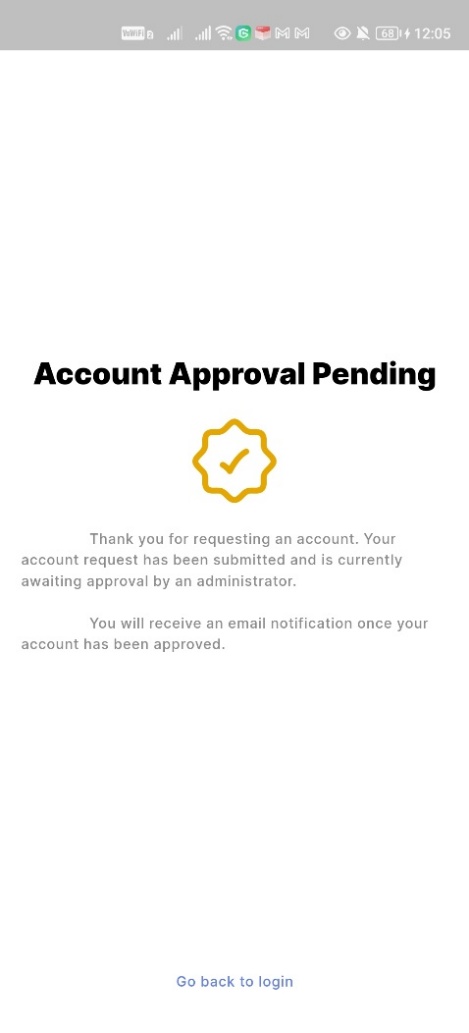 VoWiFi 68 12:05
Account Approval Pending
Thank you for requesting an account. Your
account request has been submitted and is currently
awaiting approval by an administrator.
You will receive an email notification once your
account has been approved.
Go back to login